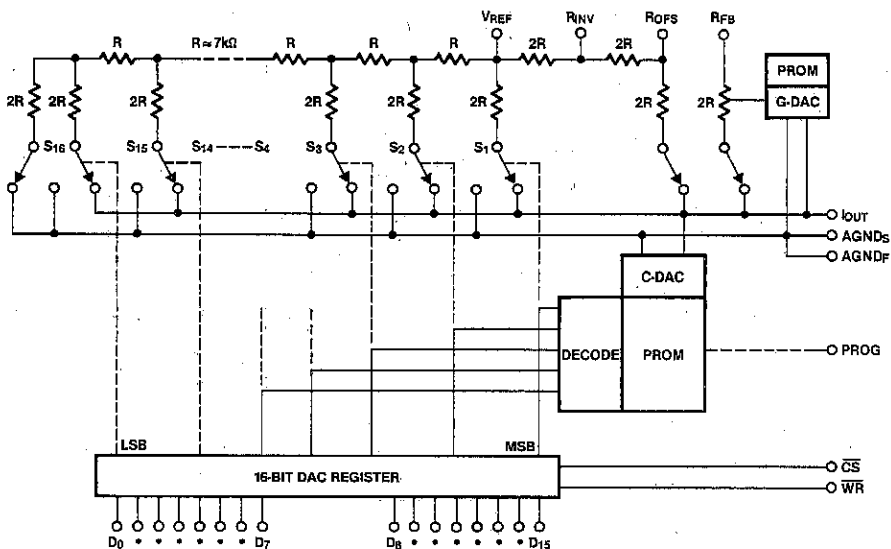 VREF RINV ROFS RFB
R R ≈ 7kΩ R R R 2R 2R
PROM
G-DAC
2R 2R 2R 2R 2R 2R 2R 2R
S16 S15 S14 S4 S3 S2 S1
IOUT
AGNDS
AGNDF
C-DAC
DECODE PROM PROG
LSB MSB
16-BIT DAC REGISTER
CS
WR
D0 D7 D8 D15